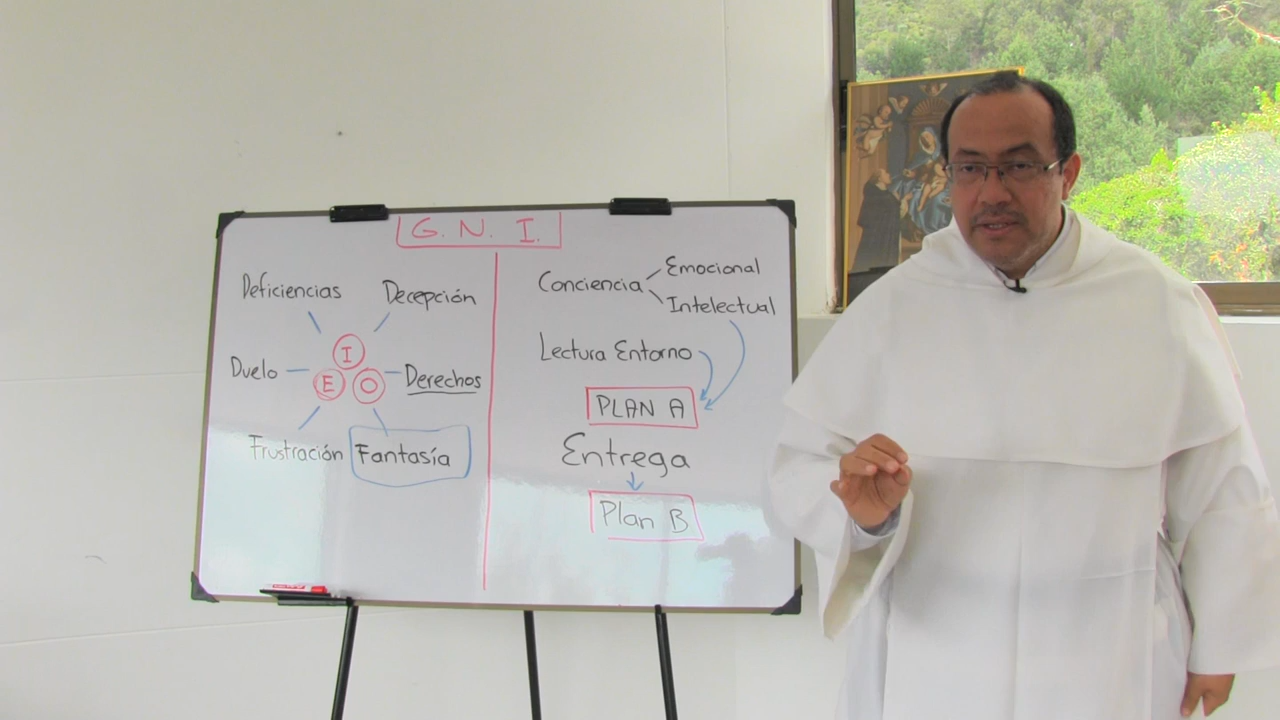 G. N. I.
Deficiencias
Decepción
I
Duelo
E
O
Derechos
Frustración
Fantasía
Conciencia
Emocional
Intelectual
Lectura Entorno
PLAN A
Entrega
Plan B